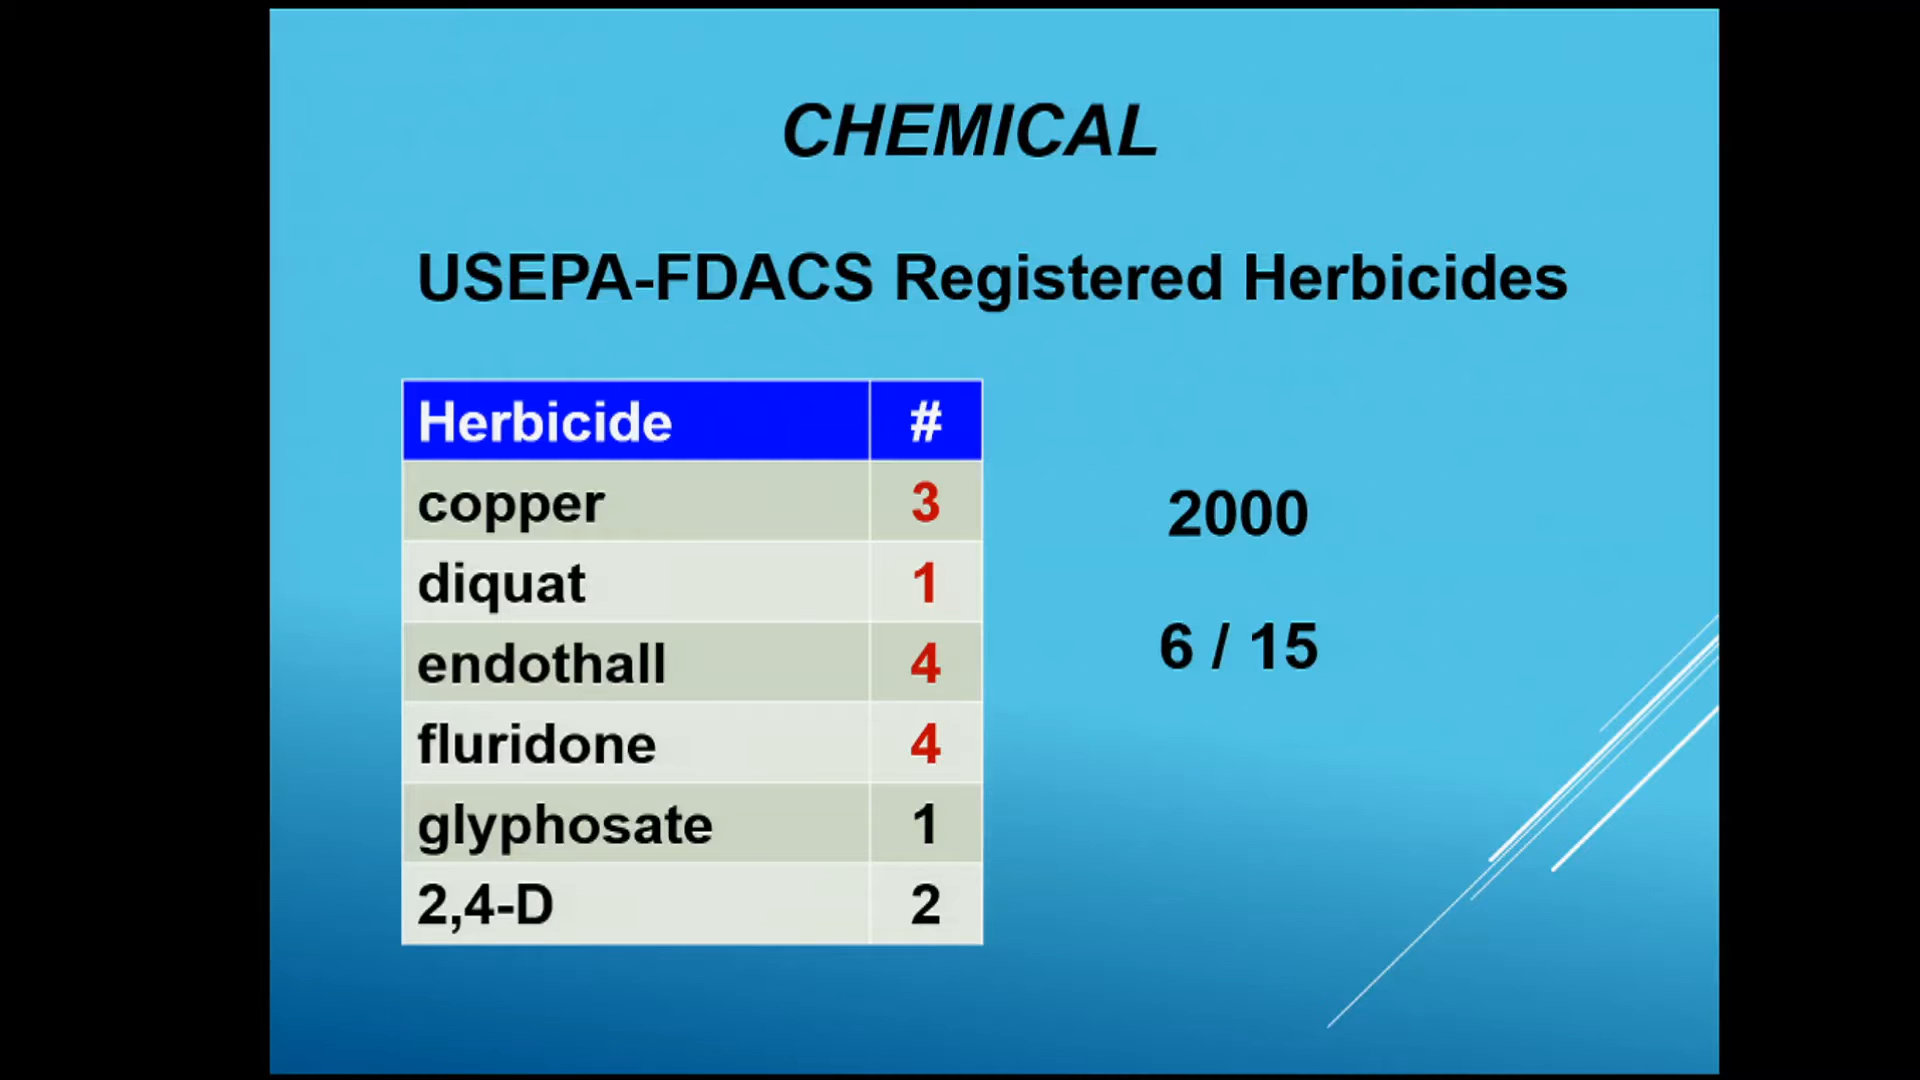 CHEMICAL
USEPA-FDACS Registered Herbicides
Herbicide #
copper 3
diquat 1
endothall 4
fluridone 4
glyphosate 1
2,4-D 2
2000
6 / 15